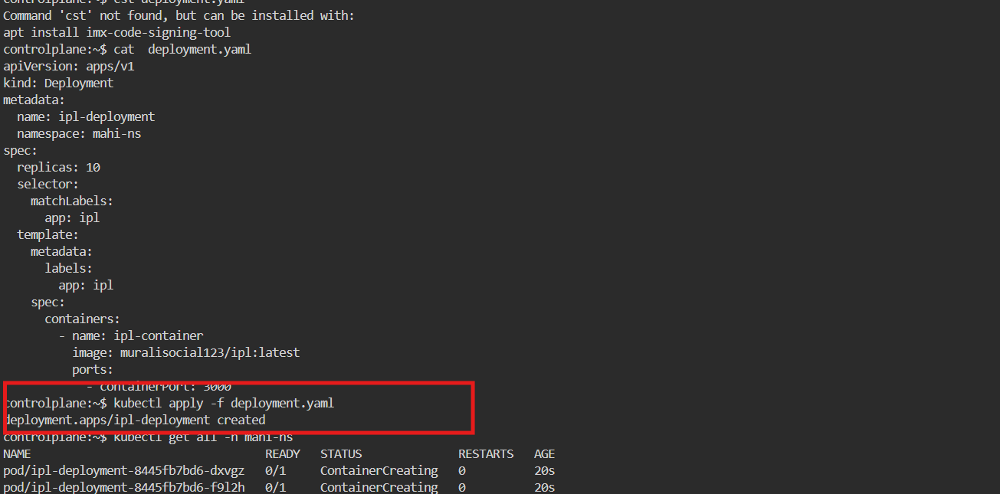 controlplane:~$ cst deployment.yaml
Command 'cst' not found, but can be installed with:
apt install imx-code-signing-tool
controlplane:~$ cat  deployment.yaml
apiVersion: apps/v1
kind: Deployment
metadata:
  name: ipl-deployment
  namespace: mahi-ns
spec:
  replicas: 10
  selector:
    matchLabels:
      app: ipl
  template:
    metadata:
      labels:
        app: ipl
    spec:
      containers:
        - name: ipl-container
          image: muralisocial123/ipl:latest
          ports:
            - containerPort: 3000
controlplane:~$ kubectl apply -f deployment.yaml
deployment.apps/ipl-deployment created
controlplane:~$ kubectl get all -n mahi-ns
NAME                                  READY   STATUS              RESTARTS   AGE
pod/ipl-deployment-8445fb7bd6-dxvgz   0/1     ContainerCreating   0          20s
pod/ipl-deployment-8445fb7bd6-f9l2h   0/1     ContainerCreating   0          20s